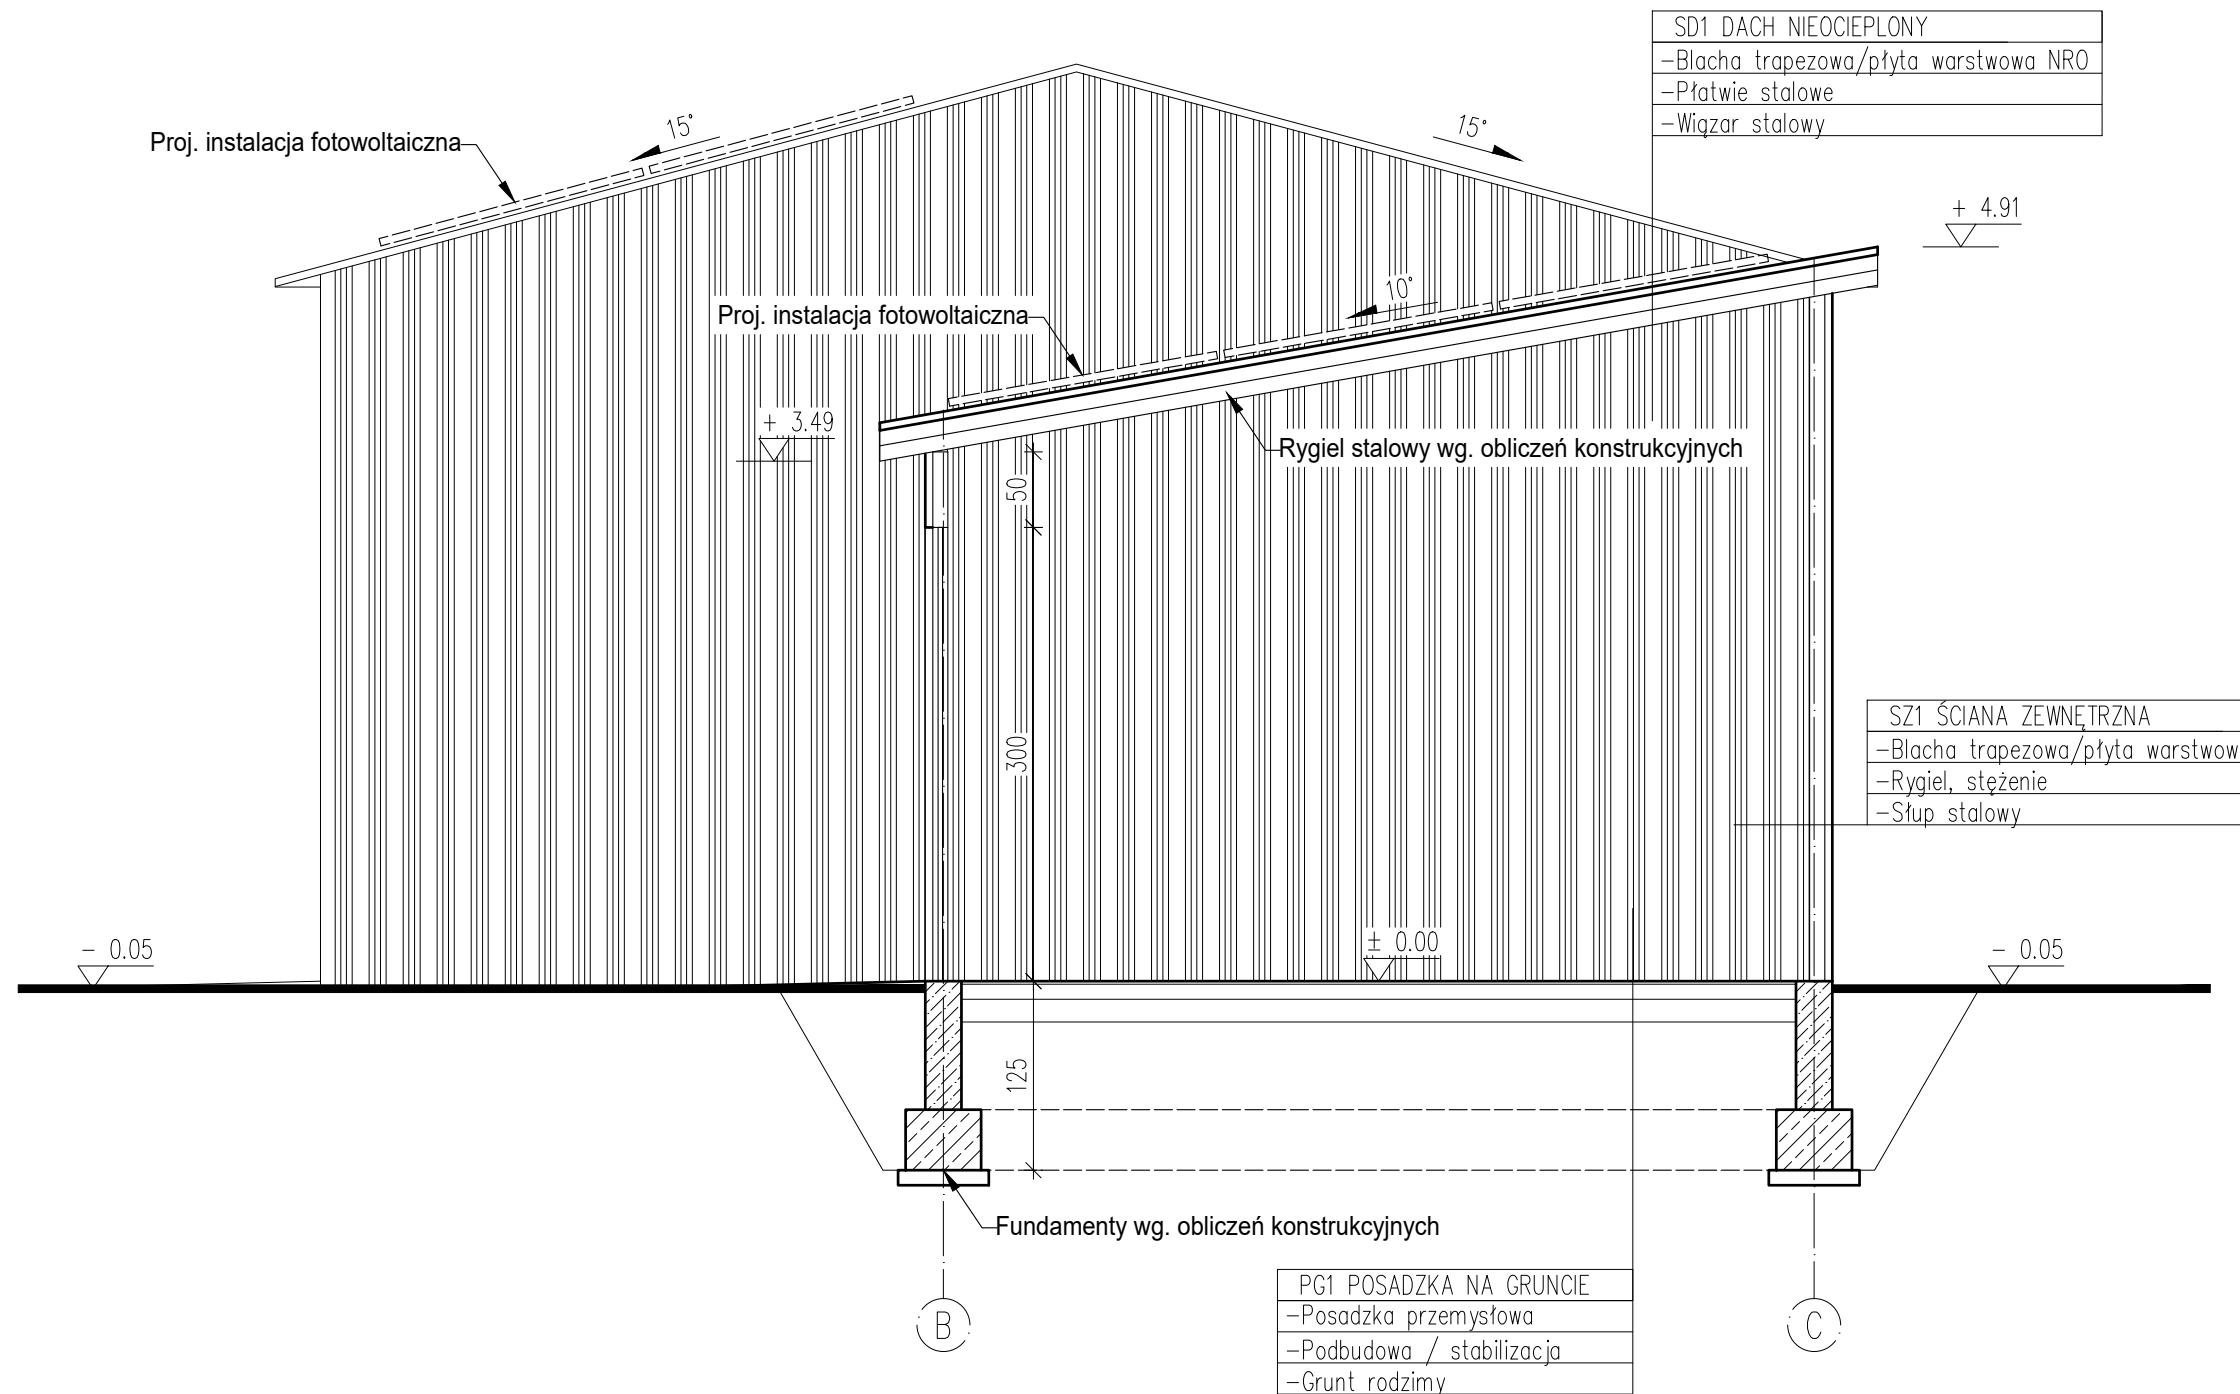 SD1 DACH NIEOCIEPLONY
-Blacha trapezowa/płyta warstwowa NRO
-Płatwie stalowe
-Wiązar stalowy
15°
15°
Proj. instalacja fotowoltaiczna
+ 4.91
10°
Proj. instalacja fotowoltaiczna
+ 3.49
Rygiel stalowy wg. obliczeń konstrukcyjnych
50
300
SZ1 ŚCIANA ZEWNĘTRZNA
-Blacha trapezowa/płyta warstwow
-Rygiel, stężenie
-Słup stalowy
- 0.05
± 0.00
- 0.05
125
Fundamenty wg. obliczeń konstrukcyjnych
PG1 POSADZKA NA GRUNCIE
-Posadzka przemysłowa
-Podbudowa / stabilizacja
-Grunt rodzimy
B
C